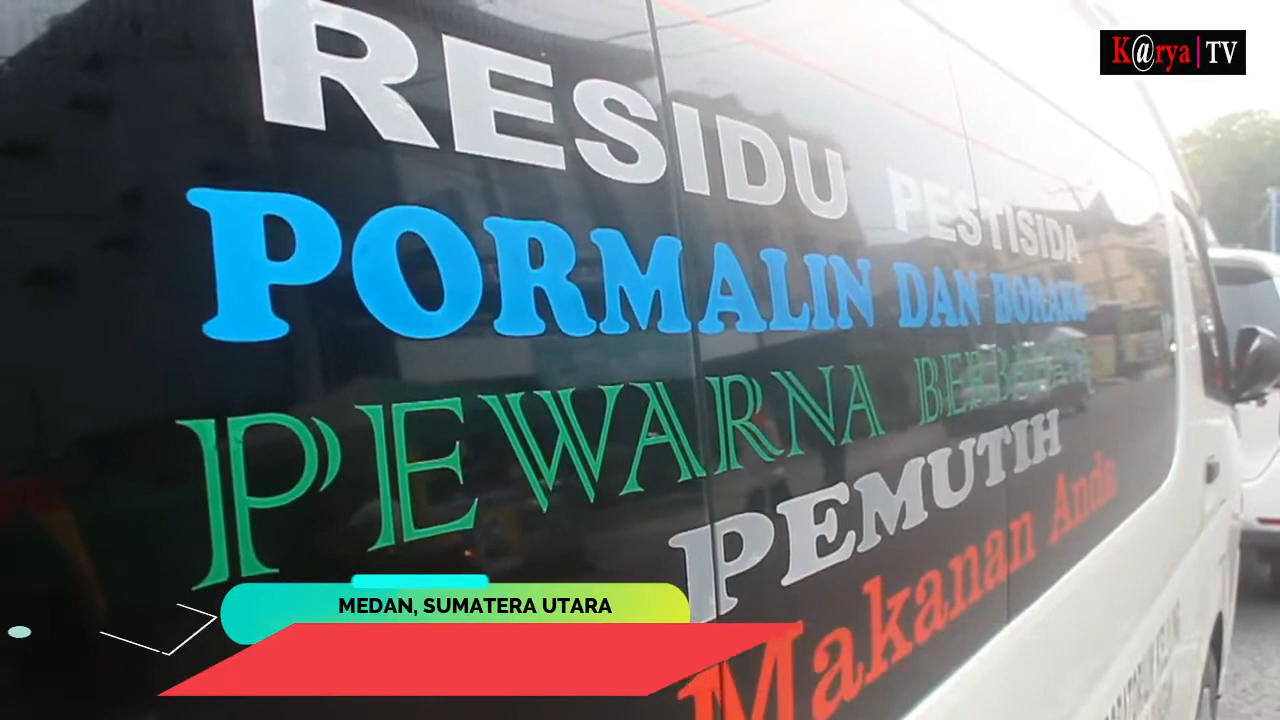 K@rya|TV
RESIDU PESTISIDA
PORMALIN DAN BORAKS
PEWARNA
PEMUTIH
Makanan Anda
MEDAN, SUMATERA UTARA